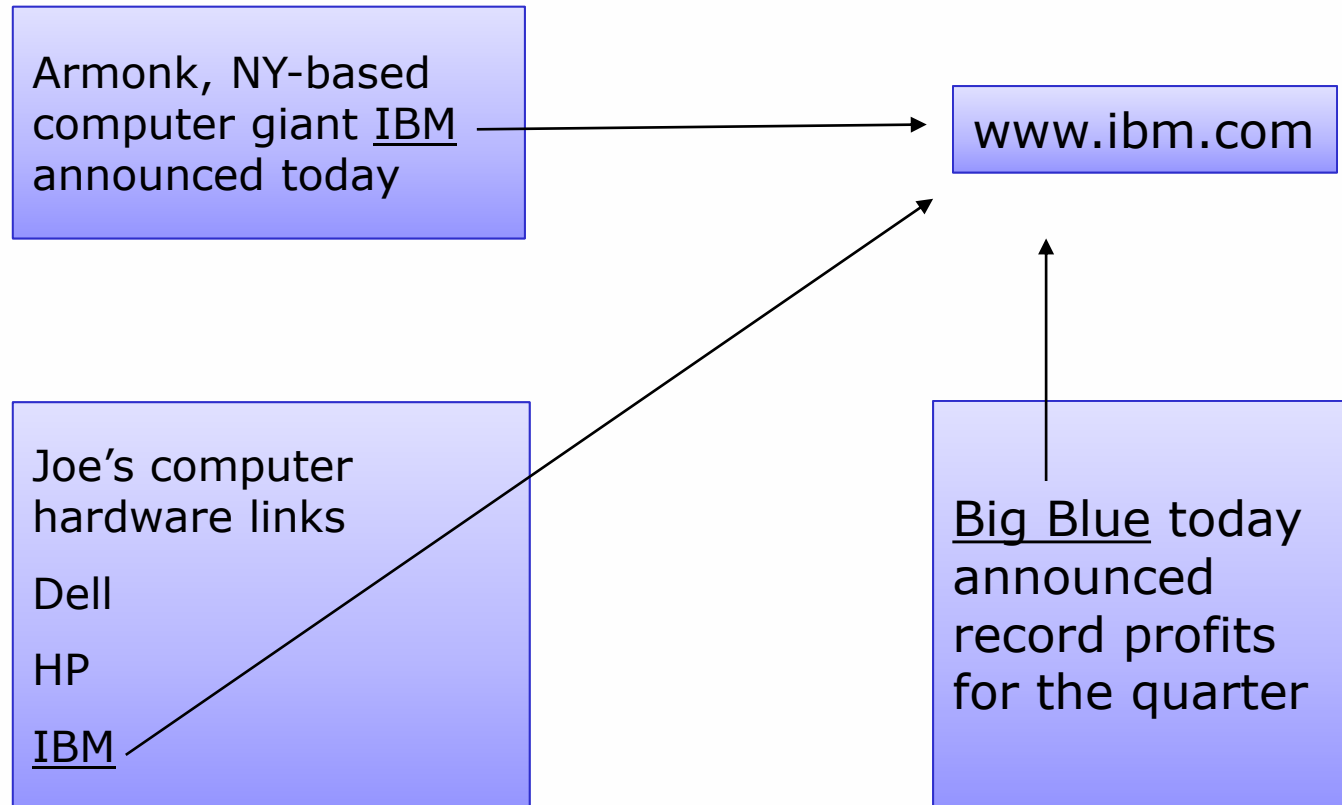 Armonk, NY-based
computer giant IBM
announced today
www.ibm.com
Joe’s computer
hardware links
Dell
HP
IBM
Big Blue today
announced
record profits
for the quarter